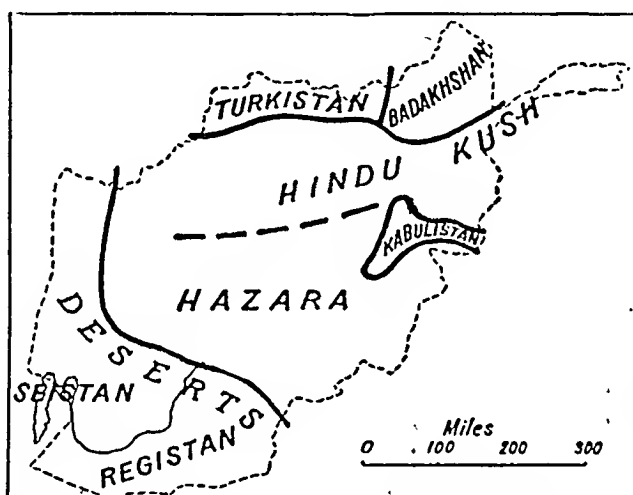 TURKISTAN
BADAKHSHAN
HINDU KUSH
KABULISTAN
HAZARA
DESERTS
SEISTAN
REGISTAN
Miles
0 100 200 300